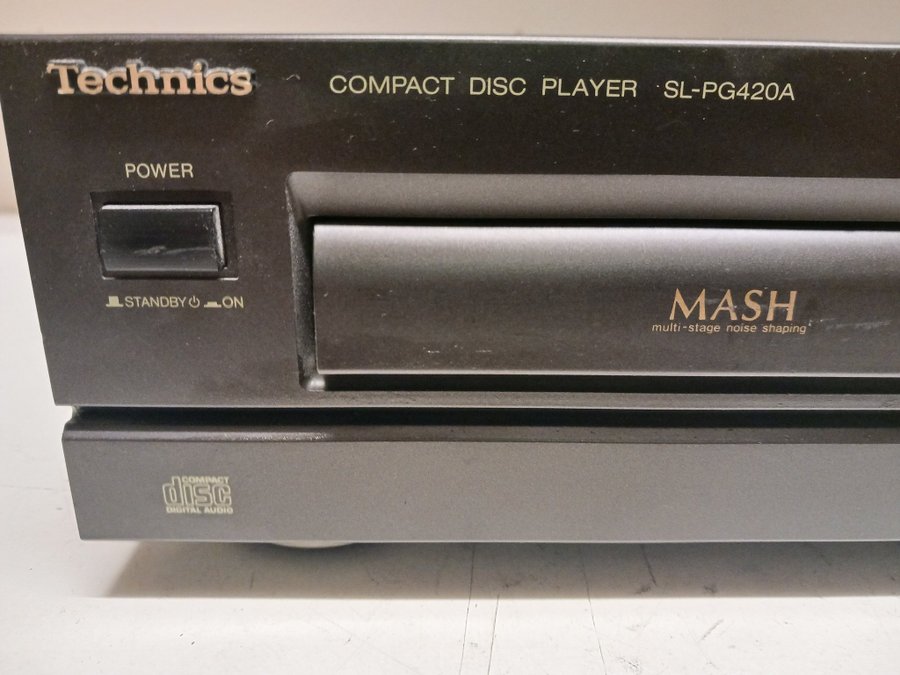 Technics
COMPACT DISC PLAYER SL-PG420A
POWER
STANDBY ⏻ ON
MASH
multi-stage noise shaping
COMPACT
disc
DIGITAL AUDIO